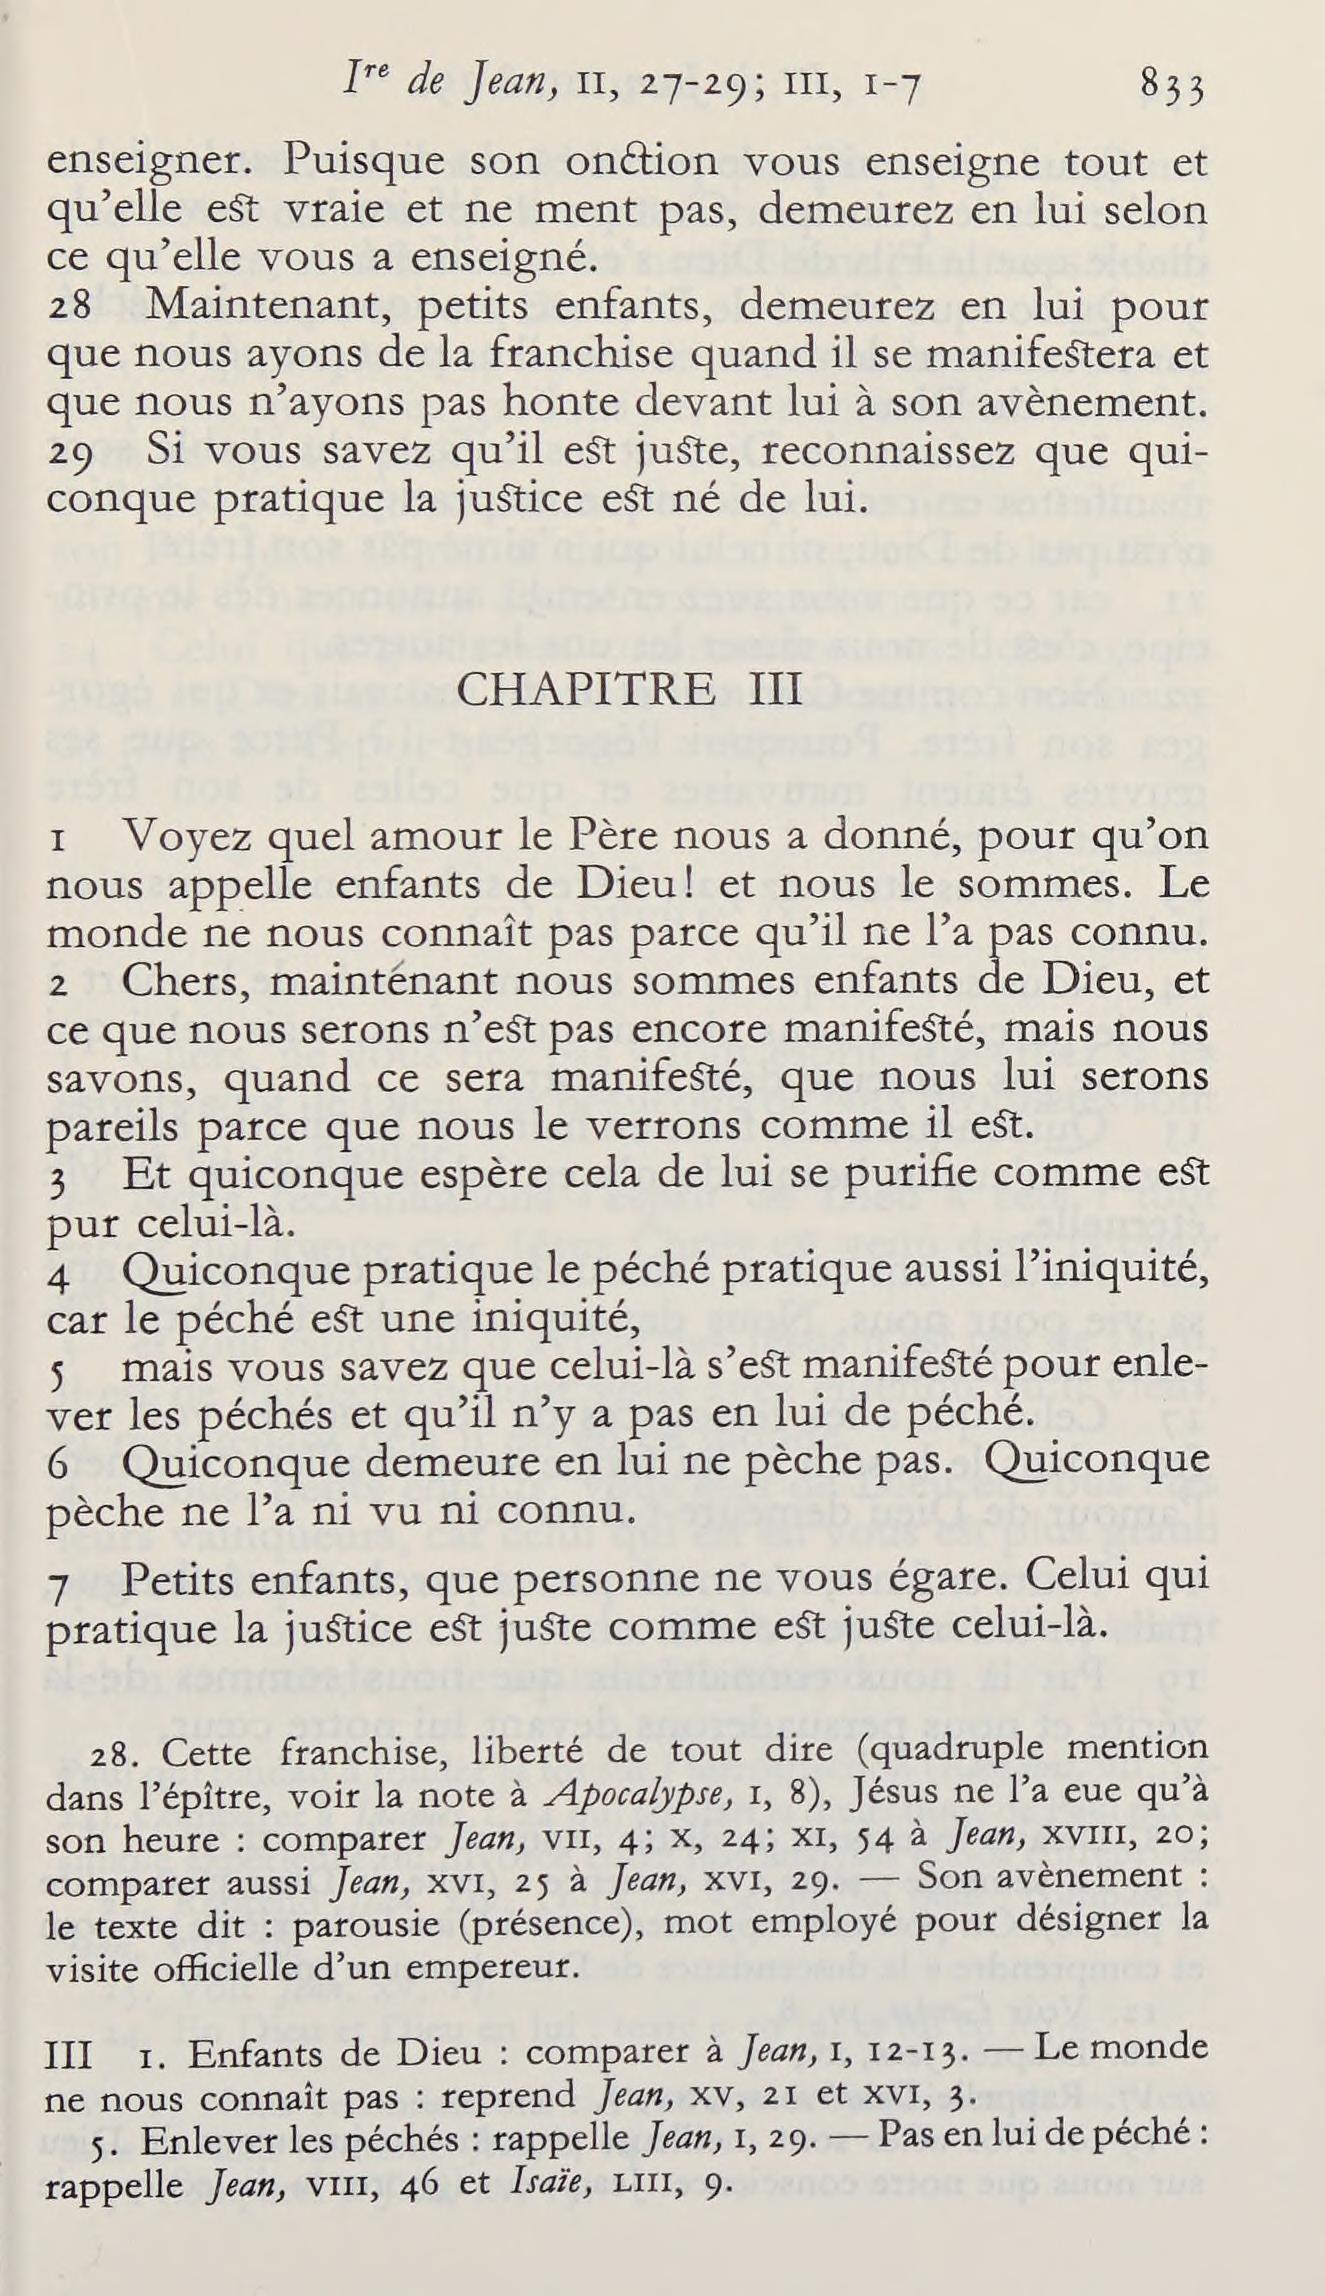 Iʳᵉ de Jean, II, 27-29; III, 1-7 833
enseigner. Puisque son onction vous enseigne tout et
qu’elle est vraie et ne ment pas, demeurez en lui selon
ce qu’elle vous a enseigné.
28 Maintenant, petits enfants, demeurez en lui pour
que nous ayons de la franchise quand il se manifestera et
que nous n’ayons pas honte devant lui à son avènement.
29 Si vous savez qu’il est juste, reconnaissez que qui-
conque pratique la justice est né de lui.
CHAPITRE III
1 Voyez quel amour le Père nous a donné, pour qu’on
nous appelle enfants de Dieu! et nous le sommes. Le
monde ne nous connaît pas parce qu’il ne l’a pas connu.
2 Chers, maintenant nous sommes enfants de Dieu, et
ce que nous serons n’est pas encore manifesté, mais nous
savons, quand ce sera manifesté, que nous lui serons
pareils parce que nous le verrons comme il est.
3 Et quiconque espère cela de lui se purifie comme est
pur celui-là.
4 Quiconque pratique le péché pratique aussi l’iniquité,
car le péché est une iniquité,
5 mais vous savez que celui-là s’est manifesté pour enle-
ver les péchés et qu’il n’y a pas en lui de péché.
6 Quiconque demeure en lui ne pèche pas. Quiconque
pèche ne l’a ni vu ni connu.
7 Petits enfants, que personne ne vous égare. Celui qui
pratique la justice est juste comme est juste celui-là.
28. Cette franchise, liberté de tout dire (quadruple mention
dans l’épître, voir la note à Apocalypse, I, 8), Jésus ne l’a eue qu’à
son heure : comparer Jean, VII, 4; X, 24; XI, 54 à Jean, XVIII, 20;
comparer aussi Jean, XVI, 25 à Jean, XVI, 29. — Son avènement :
le texte dit : parousie (présence), mot employé pour désigner la
visite officielle d’un empereur.
III 1. Enfants de Dieu : comparer à Jean, I, 12-13. — Le monde
ne nous connaît pas : reprend Jean, XV, 21 et XVI, 3.
5. Enlever les péchés : rappelle Jean, I, 29. — Pas en lui de péché :
rappelle Jean, VIII, 46 et Isaïe, LIII, 9.